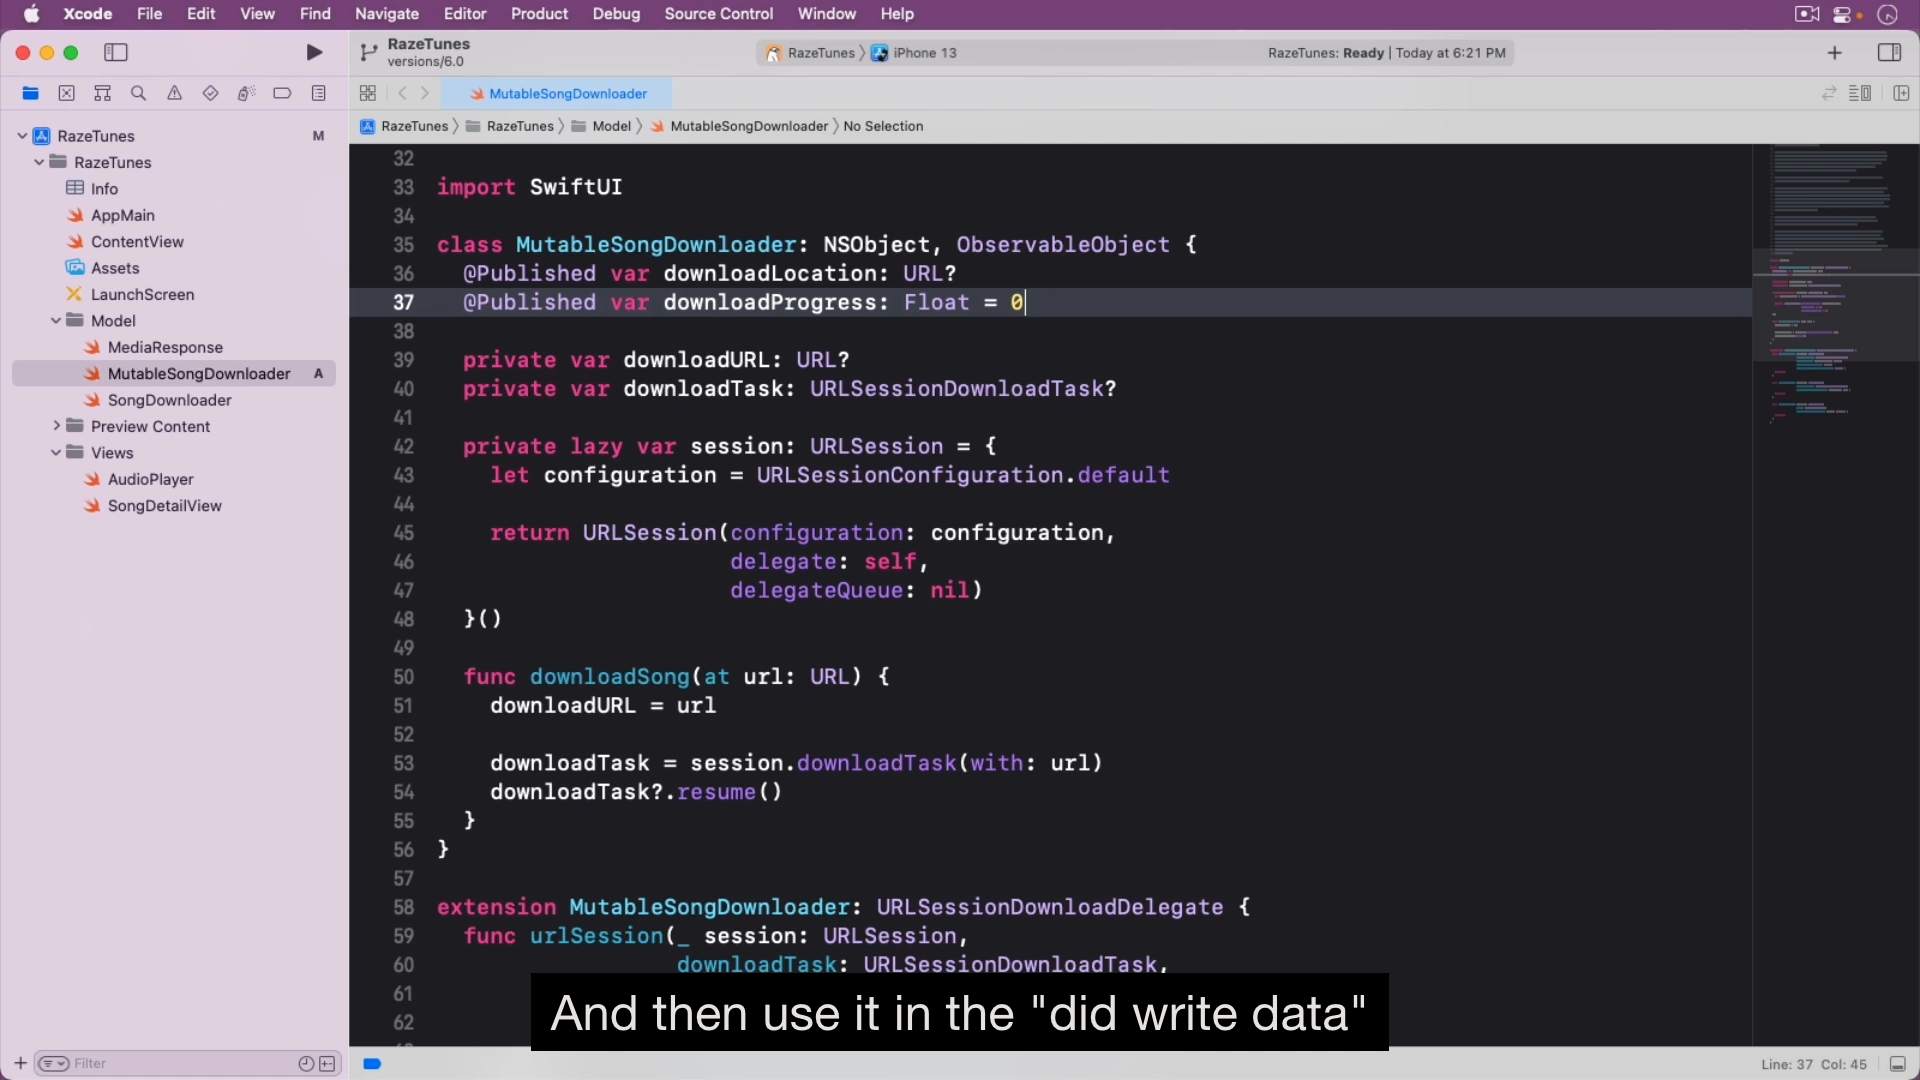 Xcode File Edit View Find Navigate Editor Product Debug Source Control Window Help
RazeTunes
versions/6.0
RazeTunes iPhone 13
RazeTunes: Ready | Today at 6:21 PM
MutableSongDownloader
RazeTunes RazeTunes Model MutableSongDownloader No Selection
RazeTunes M
RazeTunes
Info
AppMain
ContentView
Assets
LaunchScreen
Model
MediaResponse
MutableSongDownloader A
SongDownloader
Preview Content
Views
AudioPlayer
SongDetailView
Filter
32
33 import SwiftUI
34
35 class MutableSongDownloader: NSObject, ObservableObject {
36 @Published var downloadLocation: URL?
37 @Published var downloadProgress: Float = 0
38
39 private var downloadURL: URL?
40 private var downloadTask: URLSessionDownloadTask?
41
42 private lazy var session: URLSession = {
43 let configuration = URLSessionConfiguration.default
44
45 return URLSession(configuration: configuration,
46 delegate: self,
47 delegateQueue: nil)
48 }()
49
50 func downloadSong(at url: URL) {
51 downloadURL = url
52
53 downloadTask = session.downloadTask(with: url)
54 downloadTask?.resume()
55 }
56 }
57
58 extension MutableSongDownloader: URLSessionDownloadDelegate {
59 func urlSession(_ session: URLSession,
60 downloadTask: URLSessionDownloadTask,
61
62
And then use it in the "did write data"
Line: 37 Col: 45